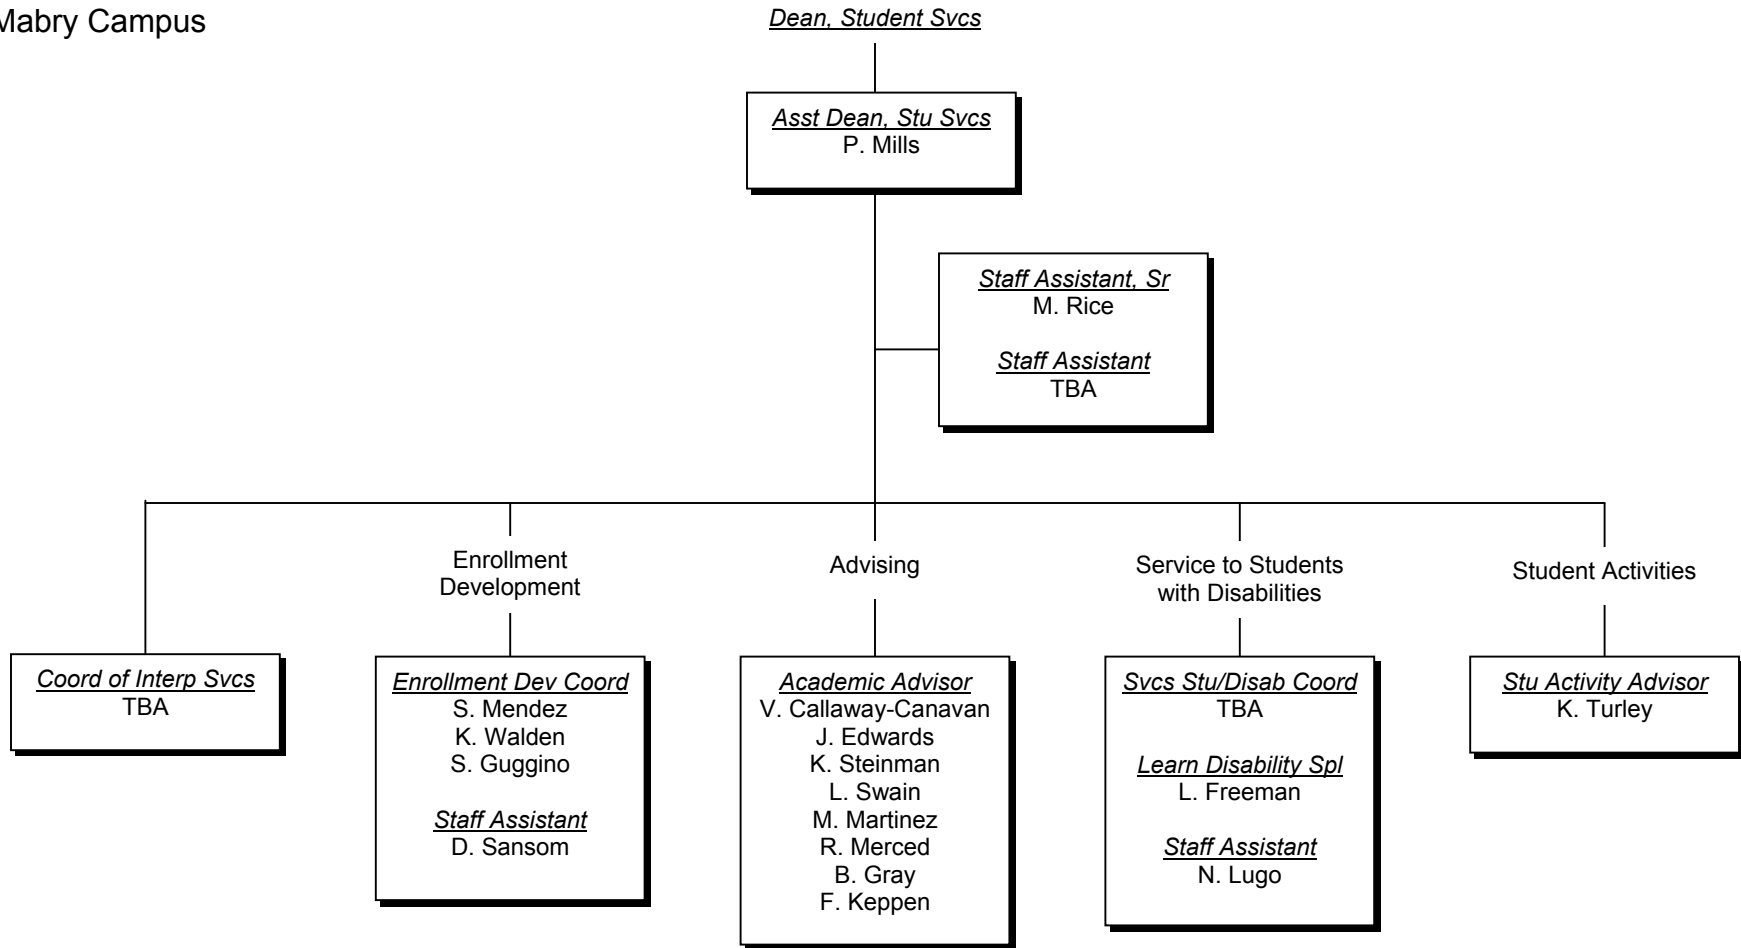 Mabry Campus
Dean, Student Svcs
Asst Dean, Stu Svcs
P. Mills
Staff Assistant, Sr
M. Rice
Staff Assistant
TBA
Enrollment
Development
Advising
Service to Students
with Disabilities
Student Activities
Coord of Interp Svcs
TBA
Enrollment Dev Coord
S. Mendez
K. Walden
S. Guggino
Staff Assistant
D. Sansom
Academic Advisor
V. Callaway-Canavan
J. Edwards
K. Steinman
L. Swain
M. Martinez
R. Merced
B. Gray
F. Keppen
Svcs Stu/Disab Coord
TBA
Learn Disability Spl
L. Freeman
Staff Assistant
N. Lugo
Stu Activity Advisor
K. Turley